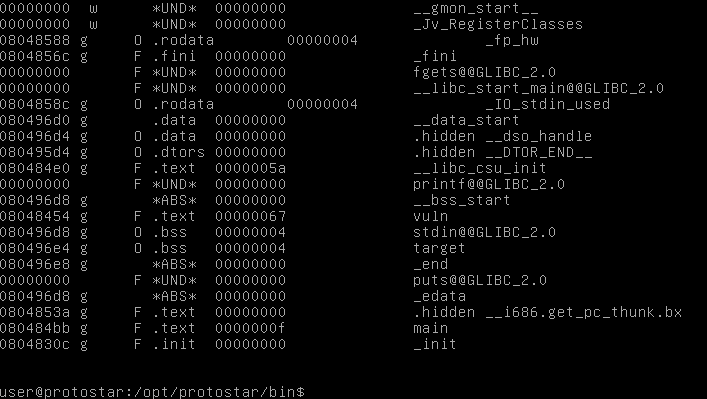 00000000  w      *UND*  00000000              __gmon_start__
00000000  w      *UND*  00000000              _Jv_RegisterClasses
08048588 g     O .rodata        00000004              _fp_hw
0804856c g     F .fini  00000000              _fini
00000000       F *UND*  00000000              fgets@@GLIBC_2.0
00000000       F *UND*  00000000              __libc_start_main@@GLIBC_2.0
0804858c g     O .rodata        00000004              _IO_stdin_used
080496d0 g       .data  00000000              __data_start
080496d4 g     O .data  00000000              .hidden __dso_handle
080495d4 g     O .dtors 00000000              .hidden __DTOR_END__
080484e0 g     F .text  0000005a              __libc_csu_init
00000000       F *UND*  00000000              printf@@GLIBC_2.0
080496d8 g       *ABS*  00000000              __bss_start
08048454 g     F .text  00000067              vuln
080496d8 g     O .bss   00000004              stdin@@GLIBC_2.0
080496e4 g     O .bss   00000004              target
080496e8 g       *ABS*  00000000              _end
00000000       F *UND*  00000000              puts@@GLIBC_2.0
080496d8 g       *ABS*  00000000              _edata
0804853a g     F .text  00000000              .hidden __i686.get_pc_thunk.bx
080484bb g     F .text  0000000f              main
0804830c g     F .init  00000000              _init
user@protostar:/opt/protostar/bin$